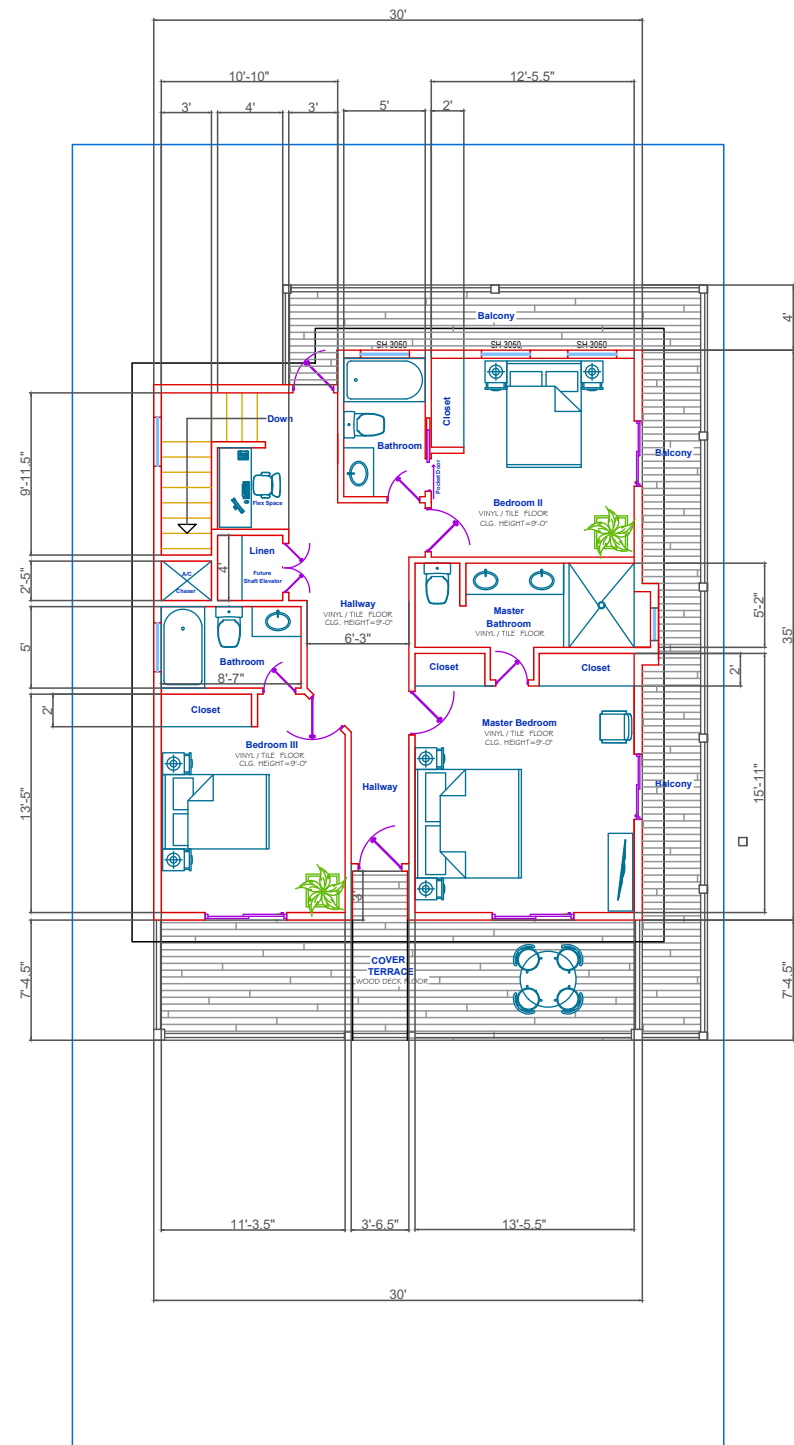 30'
10'-10"
12'-5.5"
3'
4'
3'
5'
2'
4'
Balcony
SH 3050
SH 3050
SH 3050
Down
Closet
Bathroom
Balcony
9'-11.5"
Pocket Door
Flex Space
Bedroom II
VINYL / TILE FLOOR
CLG. HEIGHT=9'-0"
Linen
4'
Future
Shaft Elevator
A/C
Chaser
2'-5"
Hallway
VINYL / TILE FLOOR
CLG. HEIGHT=9'-0"
6'-3"
Master
Bathroom
VINYL / TILE FLOOR
5'-2"
35'
5'
Bathroom
8'-7"
Closet
Closet
2'
Closet
2'
Bedroom III
VINYL / TILE FLOOR
CLG. HEIGHT=9'-0"
Master Bedroom
VINYL / TILE FLOOR
CLG. HEIGHT=9'-0"
Hallway
Balcony
13'-5"
15'-11"
3'
COVER
TERRACE
WOOD DECK FLOOR
7'-4.5"
7'-4.5"
11'-3.5"
3'-6.5"
13'-5.5"
30'